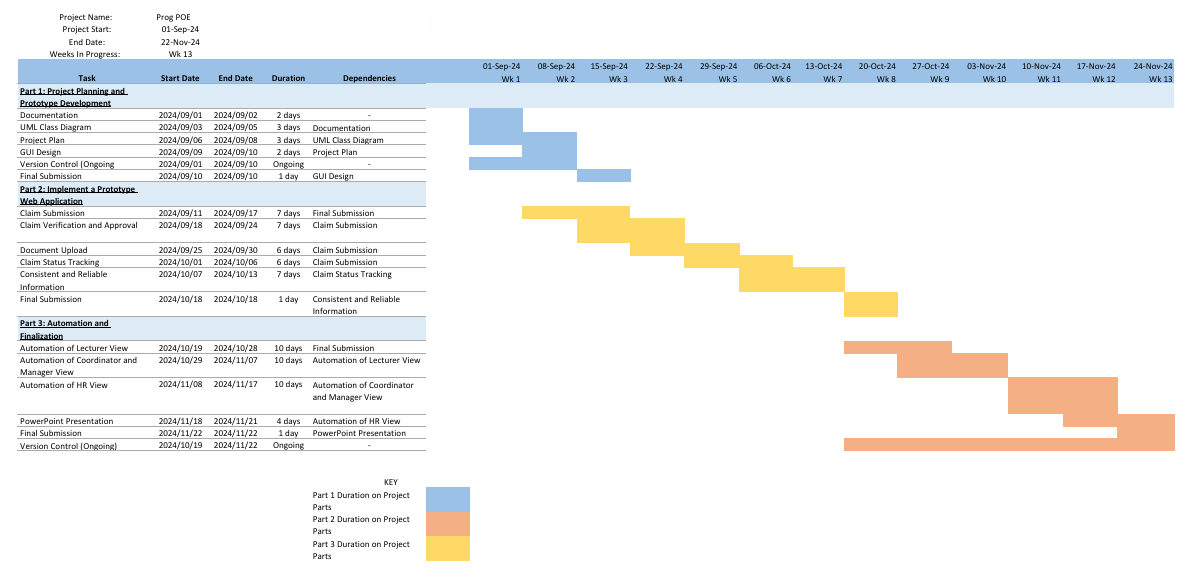 Project Name: Prog POE
Project Start: 01-Sep-24
End Date: 22-Nov-24
Weeks In Progress: Wk 13
01-Sep-24 08-Sep-24 15-Sep-24 22-Sep-24 29-Sep-24 06-Oct-24 13-Oct-24 20-Oct-24 27-Oct-24 03-Nov-24 10-Nov-24 17-Nov-24 24-Nov-24
Task Start Date End Date Duration Dependencies Wk 1 Wk 2 Wk 3 Wk 4 Wk 5 Wk 6 Wk 7 Wk 8 Wk 9 Wk 10 Wk 11 Wk 12 Wk 13
Part 1: Project Planning and
Prototype Development
Documentation 2024/09/01 2024/09/02 2 days -
UML Class Diagram 2024/09/03 2024/09/05 3 days Documentation
Project Plan 2024/09/06 2024/09/08 3 days UML Class Diagram
GUI Design 2024/09/09 2024/09/10 2 days Project Plan
Version Control (Ongoing 2024/09/01 2024/09/10 Ongoing -
Final Submission 2024/09/10 2024/09/10 1 day GUI Design
Part 2: Implement a Prototype
Web Application
Claim Submission 2024/09/11 2024/09/17 7 days Final Submission
Claim Verification and Approval 2024/09/18 2024/09/24 7 days Claim Submission
Document Upload 2024/09/25 2024/09/30 6 days Claim Submission
Claim Status Tracking 2024/10/01 2024/10/06 6 days Claim Submission
Consistent and Reliable 2024/10/07 2024/10/13 7 days Claim Status Tracking
Information
Final Submission 2024/10/18 2024/10/18 1 day Consistent and Reliable
Information
Part 3: Automation and
Finalization
Automation of Lecturer View 2024/10/19 2024/10/28 10 days Final Submission
Automation of Coordinator and 2024/10/29 2024/11/07 10 days Automation of Lecturer View
Manager View
Automation of HR View 2024/11/08 2024/11/17 10 days Automation of Coordinator
and Manager View
PowerPoint Presentation 2024/11/18 2024/11/21 4 days Automation of HR View
Final Submission 2024/11/22 2024/11/22 1 day PowerPoint Presentation
Version Control (Ongoing) 2024/10/19 2024/11/22 Ongoing -
KEY
Part 1 Duration on Project
Parts
Part 2 Duration on Project
Parts
Part 3 Duration on Project
Parts